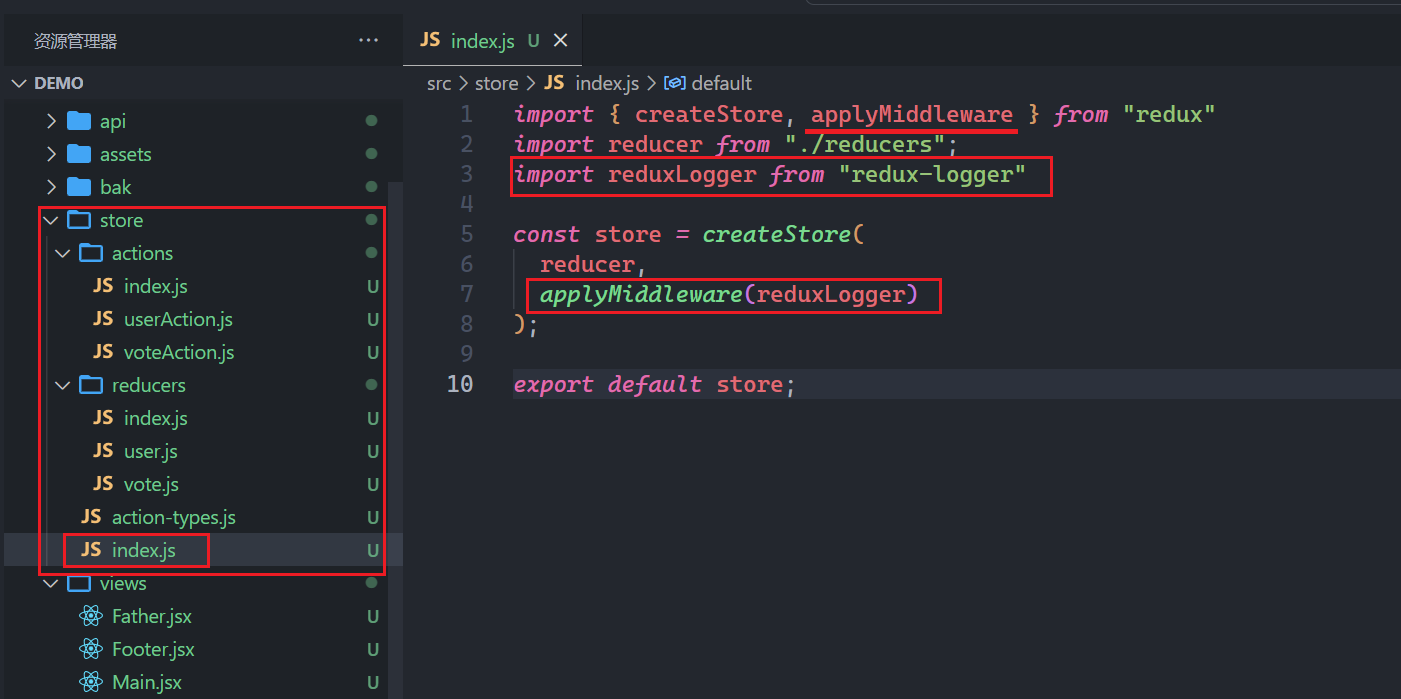 资源管理器 ···
DEMO
api
assets
bak
store
actions
JS index.js U
JS userAction.js U
JS voteAction.js U
reducers
JS index.js U
JS user.js U
JS vote.js U
JS action-types.js U
JS index.js U
views
Father.jsx U
Footer.jsx U
Main.jsx U
JS index.js U ×
src > store > JS index.js > default
1 import { createStore, applyMiddleware } from "redux"
2 import reducer from "./reducers";
3 import reduxLogger from "redux-logger"
4
5 const store = createStore(
6 reducer,
7 applyMiddleware(reduxLogger)
8 );
9
10 export default store;